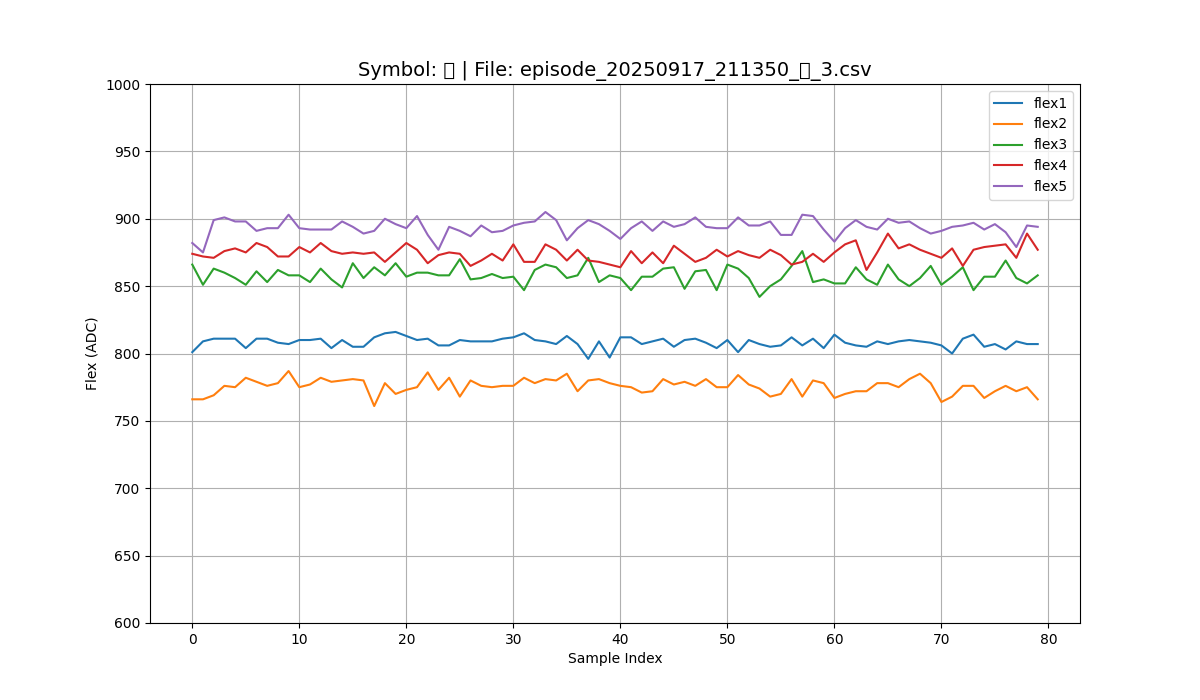 Symbol: | File: episode_20250917_211350_ _3.csv
1000
950
900
850
800
750
700
650
600
Flex (ADC)
0 10 20 30 40 50 60 70 80
Sample Index
flex1
flex2
flex3
flex4
flex5